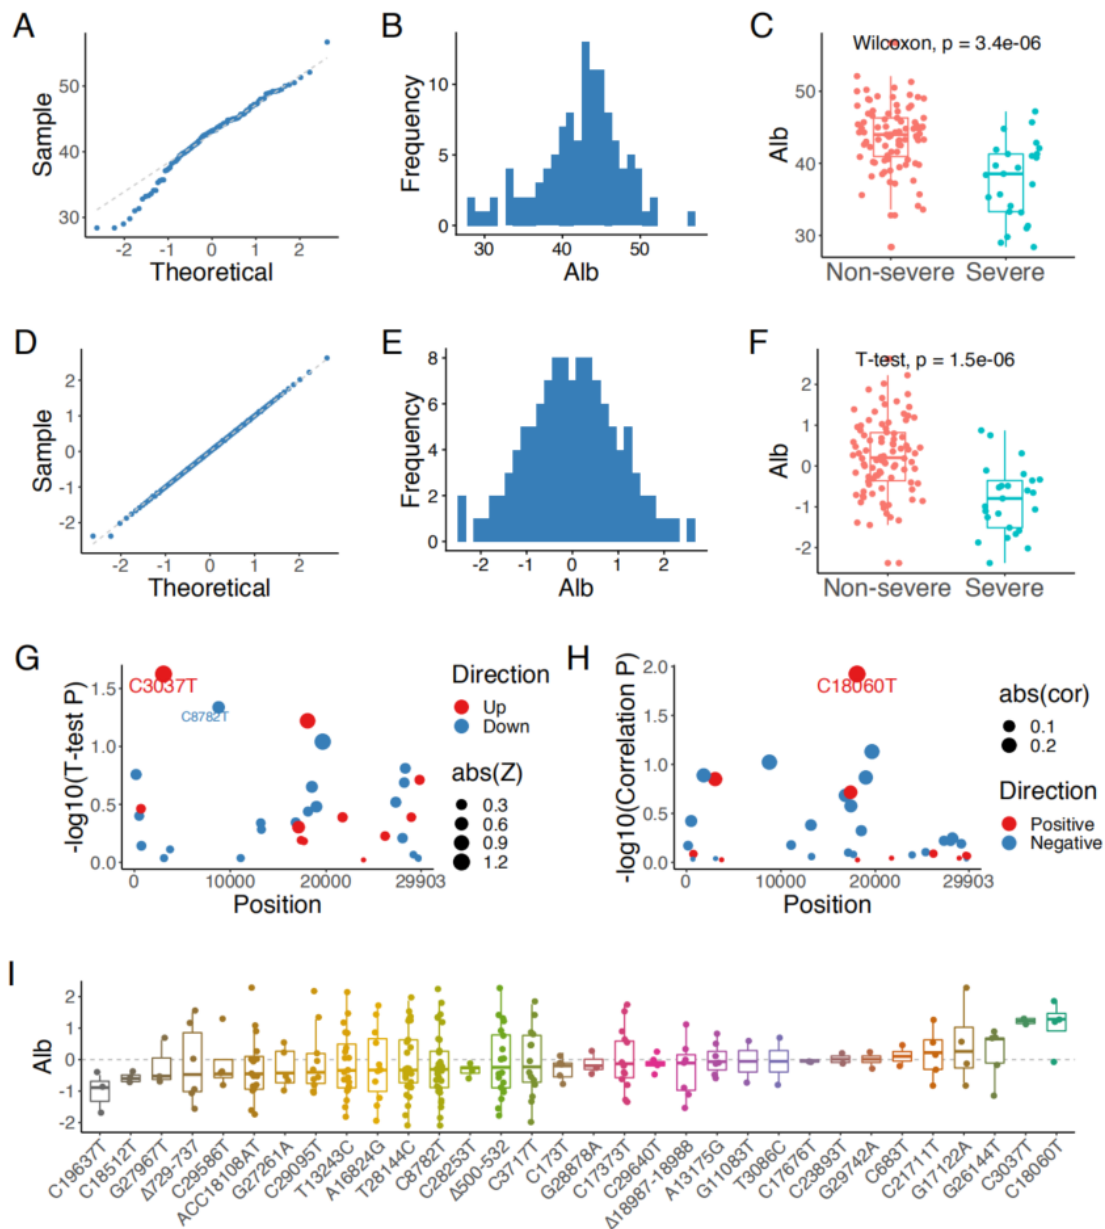 A
B
C
Sample
50
40
30
-2
-1
0
1
2
Theoretical
Frequency
10
5
0
30
40
50
Alb
Wilcoxon, p = 3.4e-06
Alb
50
40
30
Non-severe
Severe
D
E
F
Sample
2
1
0
-1
-2
-2
-1
0
1
2
Theoretical
Frequency
8
6
4
2
0
-2
-1
0
1
2
Alb
T-test, p = 1.5e-06
Alb
2
1
0
-1
-2
Non-severe
Severe
G
-log10(T-test P)
1.5
1.0
0.5
0.0
C3037T
C8782T
0
10000
20000
29903
Position
Direction
Up
Down
abs(Z)
0.3
0.6
0.9
1.2
H
-log10(Correlation P)
2.0
1.5
1.0
0.5
0.0
C18060T
0
10000
20000
29903
Position
abs(cor)
0.1
0.2
Direction
Positive
Negative
I
Alb
2
1
0
-1
-2
C19637T
C18512T
G27967T
Δ729-737
C29586T
ACC18108AT
G27261A
C29095T
T13243C
A16824G
T28144C
C8782T
C28253T
Δ500-532
C3717T
C173T
G28878A
C17373T
C29640T
Δ18987-18988
A13175G
G11083T
T3086C
C17676T
C23893T
G29742A
C683T
C21711T
G17122A
G26144T
C3037T
C18060T